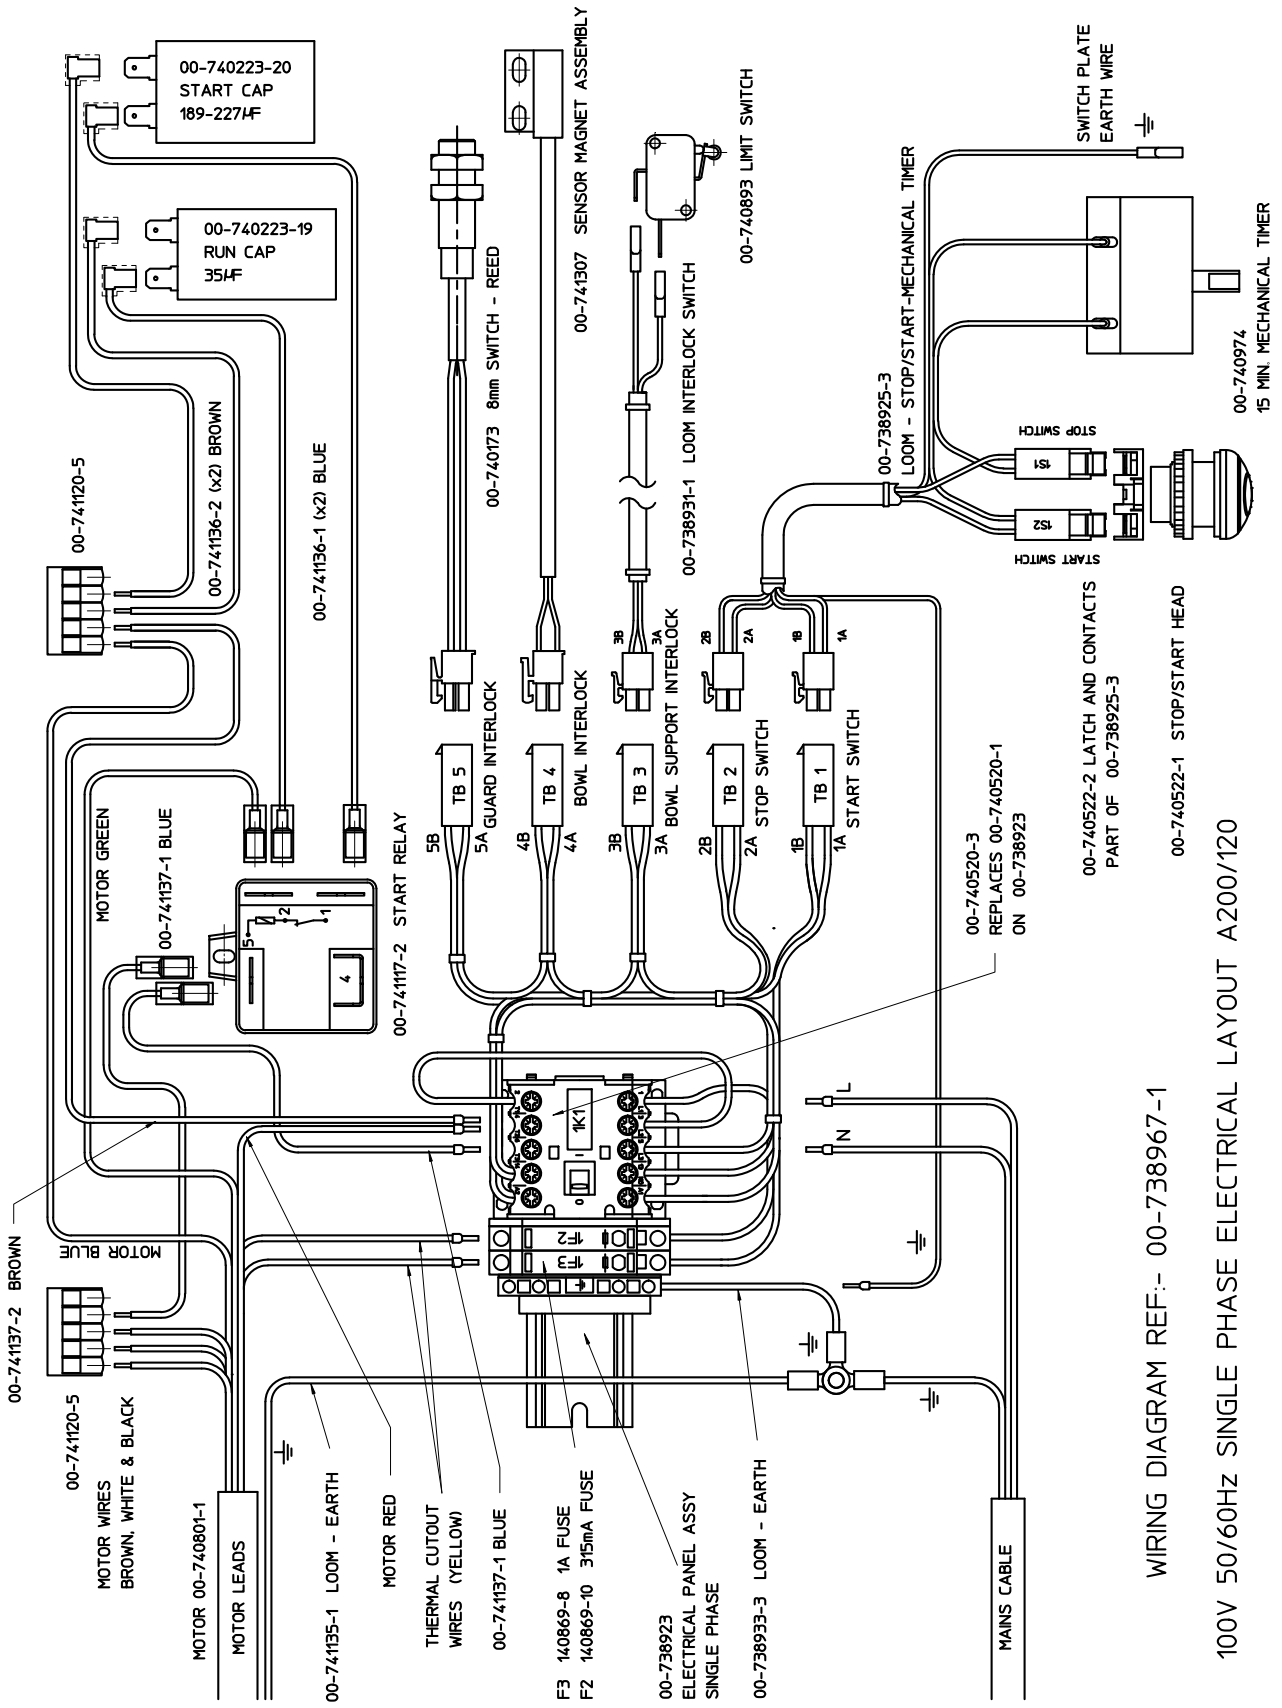 00-740223-20
START CAP
189-227µF
00-740223-19
RUN CAP
35µF
00-741120-5
00-741136-2 (x2) BROWN
00-741136-1 (x2) BLUE
MOTOR GREEN
00-741137-1 BLUE
5
2
1
4
00-741117-2 START RELAY
00-741137-2 BROWN
MOTOR BLUE
00-741120-5
MOTOR WIRES
BROWN, WHITE & BLACK
MOTOR 00-740801-1
MOTOR LEADS
00-741135-1 LOOM - EARTH
MOTOR RED
THERMAL CUTOUT
WIRES (YELLOW)
00-741137-1 BLUE
F3 140869-8 1A FUSE
F2 140869-10 315mA FUSE
00-738923
ELECTRICAL PANEL ASSY
SINGLE PHASE
00-738933-3 LOOM - EARTH
MAINS CABLE
1K1
1F2
1F3
N
L
00-740173 8mm SWITCH - REED
00-741307 SENSOR MAGNET ASSEMBLY
00-740893 LIMIT SWITCH
00-738931-1 LOOM INTERLOCK SWITCH
5B
TB 5
5A
GUARD INTERLOCK
4B
TB 4
4A
BOWL INTERLOCK
3B
3A
3B
TB 3
3A
BOWL SUPPORT INTERLOCK
2B
2A
2B
TB 2
2A
STOP SWITCH
1B
1A
1B
TB 1
1A
START SWITCH
00-738925-3
LOOM - STOP/START-MECHANICAL TIMER
SWITCH PLATE
EARTH WIRE
00-740974
15 MIN. MECHANICAL TIMER
STOP SWITCH
1S1
1S2
START SWITCH
00-740522-2 LATCH AND CONTACTS
PART OF 00-738925-3
00-740522-1 STOP/START HEAD
00-740520-3
REPLACES 00-740520-1
ON 00-738923
WIRING DIAGRAM REF:- 00-738967-1
100V 50/60Hz SINGLE PHASE ELECTRICAL LAYOUT A200/120